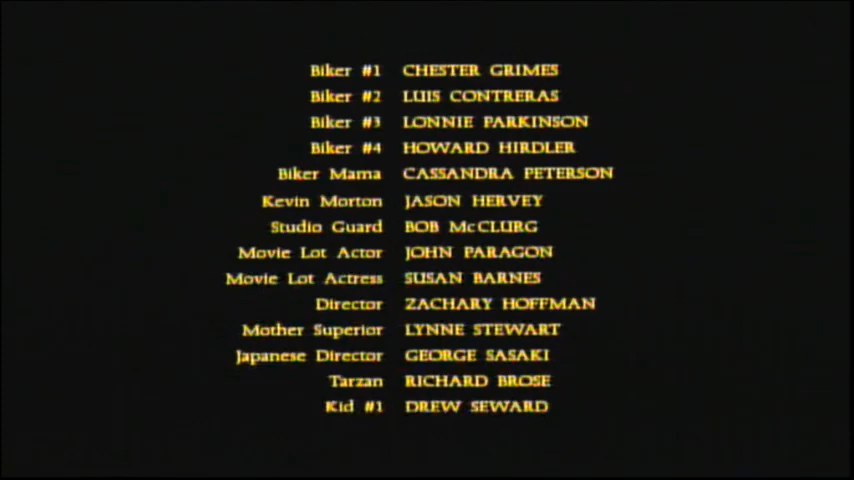 Biker #1 CHESTER GRIMES
Biker #2 LUIS CONTRERAS
Biker #3 LONNIE PARKINSON
Biker #4 HOWARD HIRDLER
Biker Mama CASSANDRA PETERSON
Kevin Morton JASON HERVEY
Studio Guard BOB McCLURG
Movie Lot Actor JOHN PARAGON
Movie Lot Actress SUSAN BARNES
Director ZACHARY HOFFMAN
Mother Superior LYNNE STEWART
Japanese Director GEORGE SASAKI
Tarzan RICHARD BROSE
Kid #1 DREW SEWARD